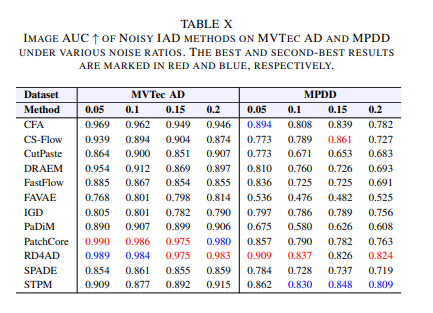 TABLE X
IMAGE AUC ↑ OF NOISY IAD METHODS ON MVTEC AD AND MPDD
UNDER VARIOUS NOISE RATIOS. THE BEST AND SECOND-BEST RESULTS
ARE MARKED IN RED AND BLUE, RESPECTIVELY.
Dataset MVTec AD MPDD
Method 0.05 0.1 0.15 0.2 0.05 0.1 0.15 0.2
CFA 0.969 0.962 0.949 0.946 0.894 0.808 0.839 0.782
CS-Flow 0.939 0.894 0.904 0.874 0.773 0.789 0.861 0.727
CutPaste 0.864 0.900 0.851 0.907 0.773 0.671 0.653 0.683
DRAEM 0.954 0.912 0.869 0.897 0.810 0.760 0.726 0.693
FastFlow 0.885 0.867 0.854 0.855 0.836 0.725 0.725 0.691
FAVAE 0.768 0.801 0.798 0.814 0.536 0.476 0.482 0.525
IGD 0.805 0.801 0.782 0.790 0.797 0.786 0.789 0.756
PaDiM 0.890 0.907 0.899 0.906 0.675 0.580 0.626 0.608
PatchCore 0.990 0.986 0.975 0.980 0.857 0.790 0.782 0.763
RD4AD 0.989 0.984 0.975 0.983 0.909 0.837 0.826 0.824
SPADE 0.854 0.861 0.855 0.859 0.784 0.728 0.737 0.719
STPM 0.909 0.877 0.892 0.915 0.862 0.830 0.848 0.809